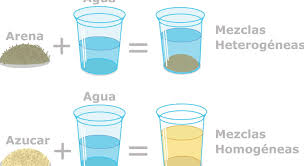 Agua
Arena + = Mezclas
Heterogéneas
Agua
Azucar + = Mezclas
Homogéneas